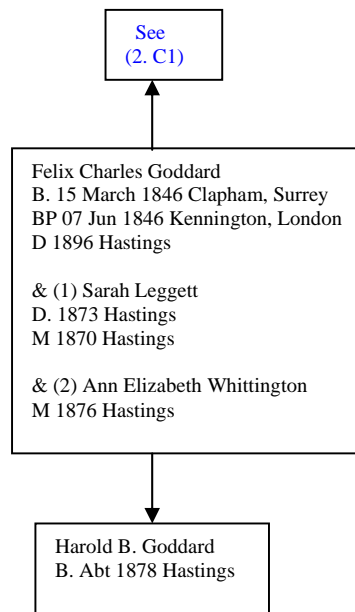 See
(2. C1)
Felix Charles Goddard
B. 15 March 1846 Clapham, Surrey
BP 07 Jun 1846 Kennington, London
D 1896 Hastings
& (1) Sarah Leggett
D. 1873 Hastings
M 1870 Hastings
& (2) Ann Elizabeth Whittington
M 1876 Hastings
Harold B. Goddard
B. Abt 1878 Hastings